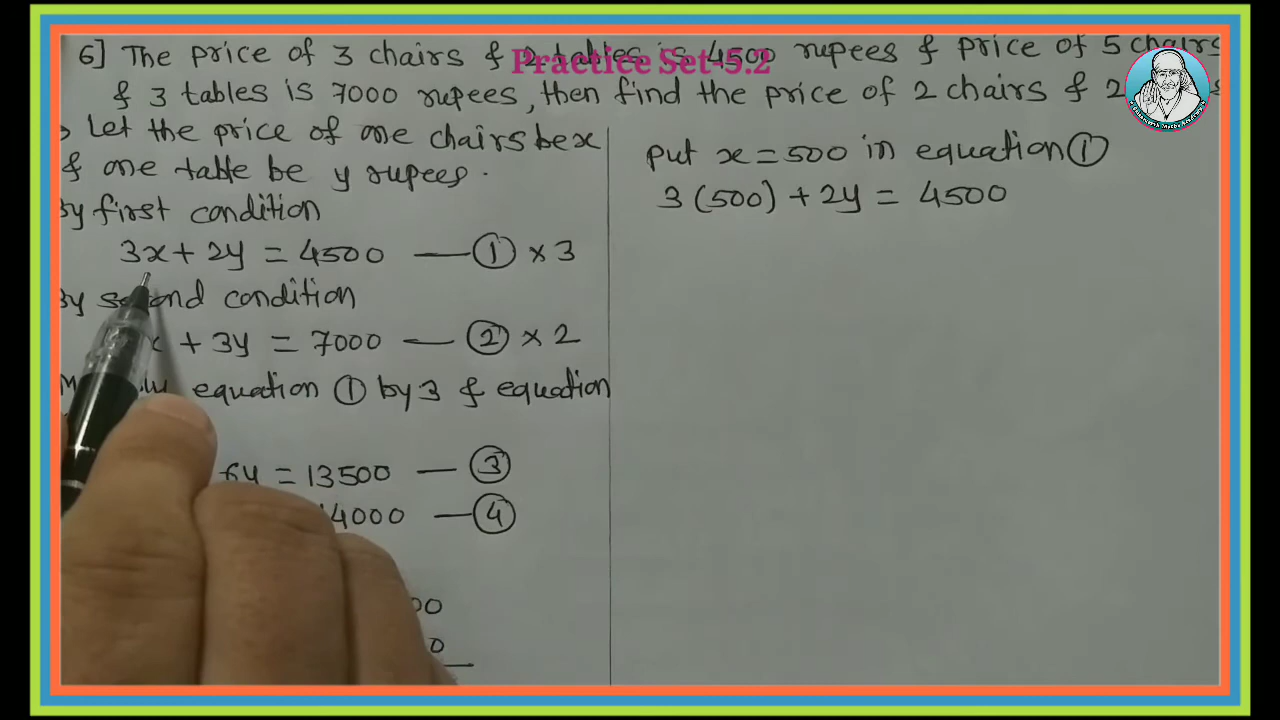 6] The price of 3 chairs & 2 tables is 4500 rupees & price of 5 chairs
Practice Set-5.2
& 3 tables is 7000 rupees, then find the price of 2 chairs & 2
Let the price of one chairs be x
& one table be y rupees.
By first condition
3x + 2y = 4500 — ① × 3
By second condition
x + 3y = 7000 — ② × 2
equation ① by 3 & equation
6y = 13500 — ③
14000 — ④
00
0
put x = 500 in equation ①
3 (500) + 2y = 4500